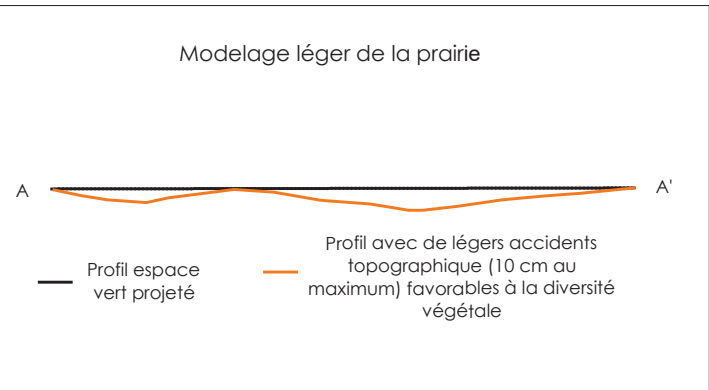 Modelage léger de la prairie
A
A'
Profil espace
vert projeté
Profil avec de légers accidents
topographique (10 cm au
maximum) favorables à la diversité
végétale